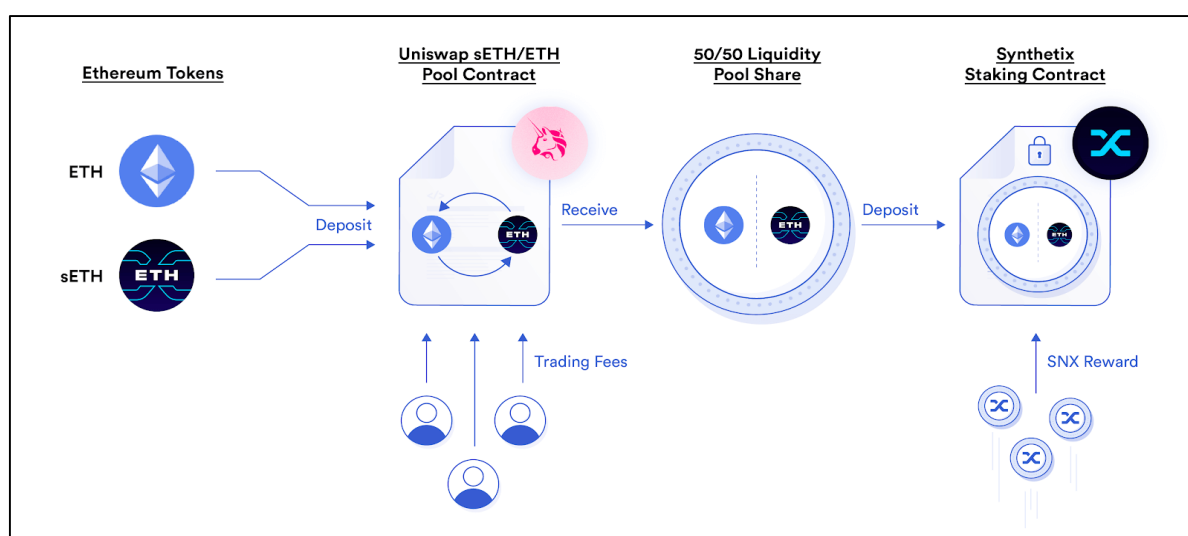 Ethereum Tokens
Uniswap sETH/ETH
Pool Contract
50/50 Liquidity
Pool Share
Synthetix
Staking Contract
ETH
sETH
ETH
Deposit
ETH
Receive
ETH
Deposit
ETH
Trading Fees
SNX Reward